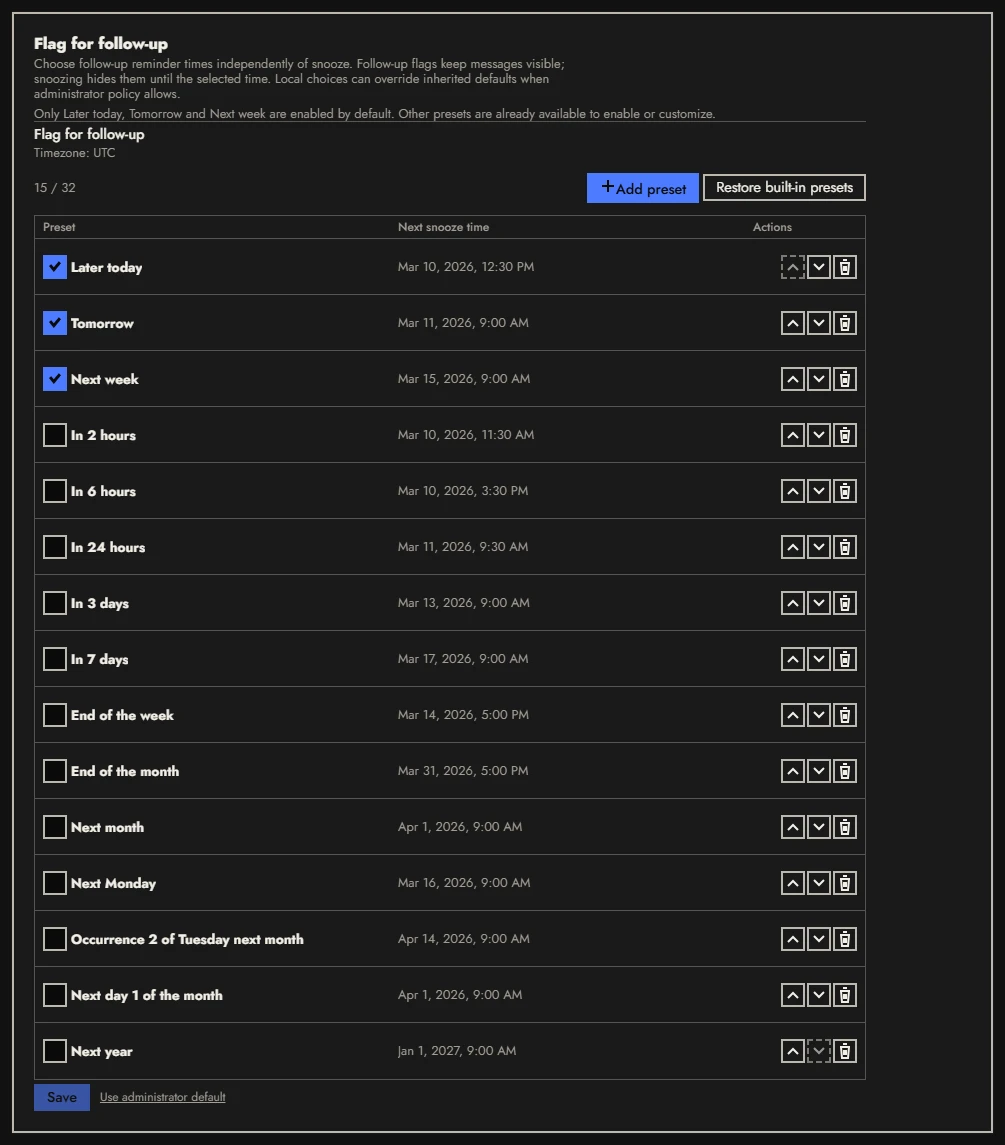 Flag for follow-up
Choose follow-up reminder times independently of snooze. Follow-up flags keep messages visible;
snoozing hides them until the selected time. Local choices can override inherited defaults when
administrator policy allows.
Only Later today, Tomorrow and Next week are enabled by default. Other presets are already available to enable or customize.
Flag for follow-up
Timezone: UTC
15 / 32
Add preset Restore built-in presets
Preset Next snooze time Actions
Later today Mar 10, 2026, 12:30 PM
Tomorrow Mar 11, 2026, 9:00 AM
Next week Mar 15, 2026, 9:00 AM
In 2 hours Mar 10, 2026, 11:30 AM
In 6 hours Mar 10, 2026, 3:30 PM
In 24 hours Mar 11, 2026, 9:30 AM
In 3 days Mar 13, 2026, 9:00 AM
In 7 days Mar 17, 2026, 9:00 AM
End of the week Mar 14, 2026, 5:00 PM
End of the month Mar 31, 2026, 5:00 PM
Next month Apr 1, 2026, 9:00 AM
Next Monday Mar 16, 2026, 9:00 AM
Occurrence 2 of Tuesday next month Apr 14, 2026, 9:00 AM
Next day 1 of the month Apr 1, 2026, 9:00 AM
Next year Jan 1, 2027, 9:00 AM
Save Use administrator default